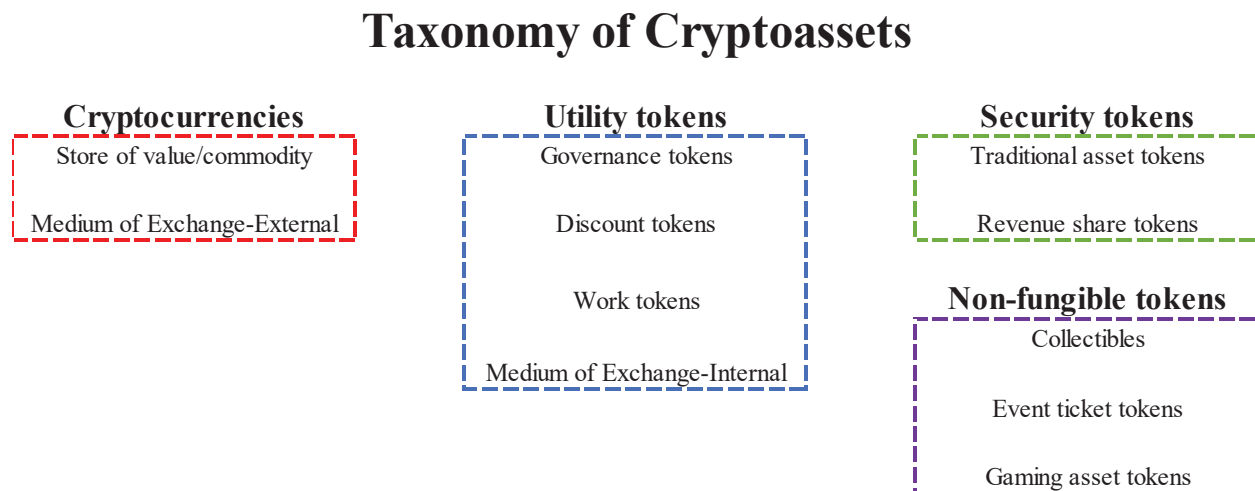 Taxonomy of Cryptoassets
Cryptocurrencies
Store of value/commodity
Medium of Exchange-External
Utility tokens
Governance tokens
Discount tokens
Work tokens
Medium of Exchange-Internal
Security tokens
Traditional asset tokens
Revenue share tokens
Non-fungible tokens
Collectibles
Event ticket tokens
Gaming asset tokens